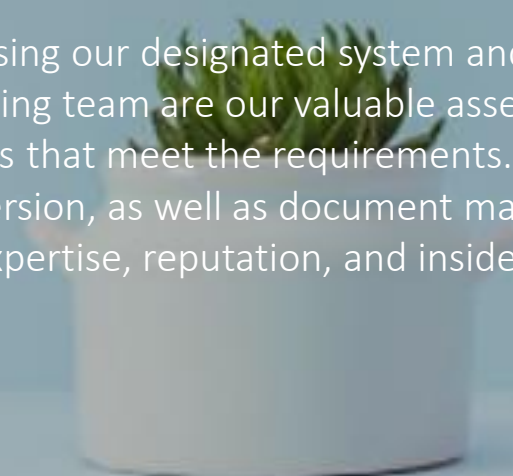 sing our designated system and
ing team are our valuable asse
s that meet the requirements.
ersion, as well as document ma
xpertise, reputation, and inside